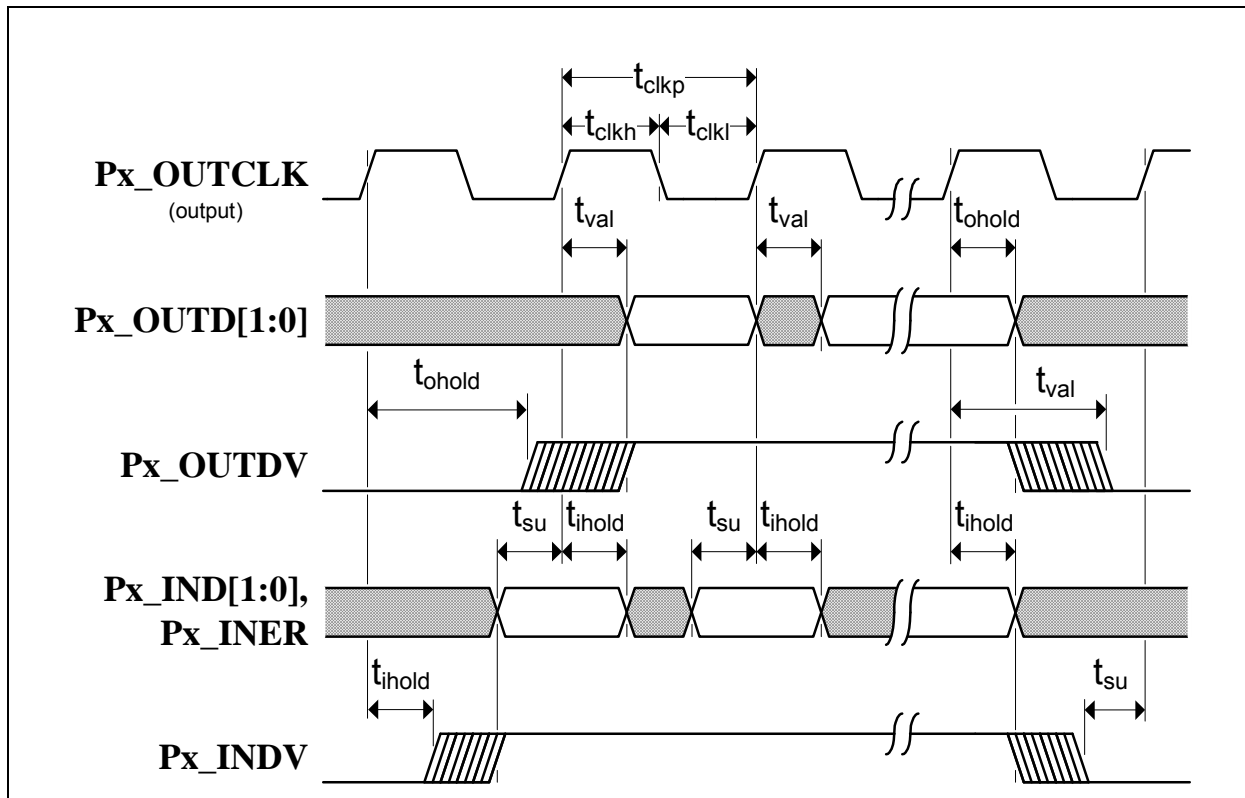 tclkp
tclkh tclkl
Px_OUTCLK
(output)
tval tval tohold
Px_OUTD[1:0]
tohold tval
Px_OUTDV
tsu tihold tsu tihold tihold
Px_IND[1:0],
Px_INER
tihold tsu
Px_INDV